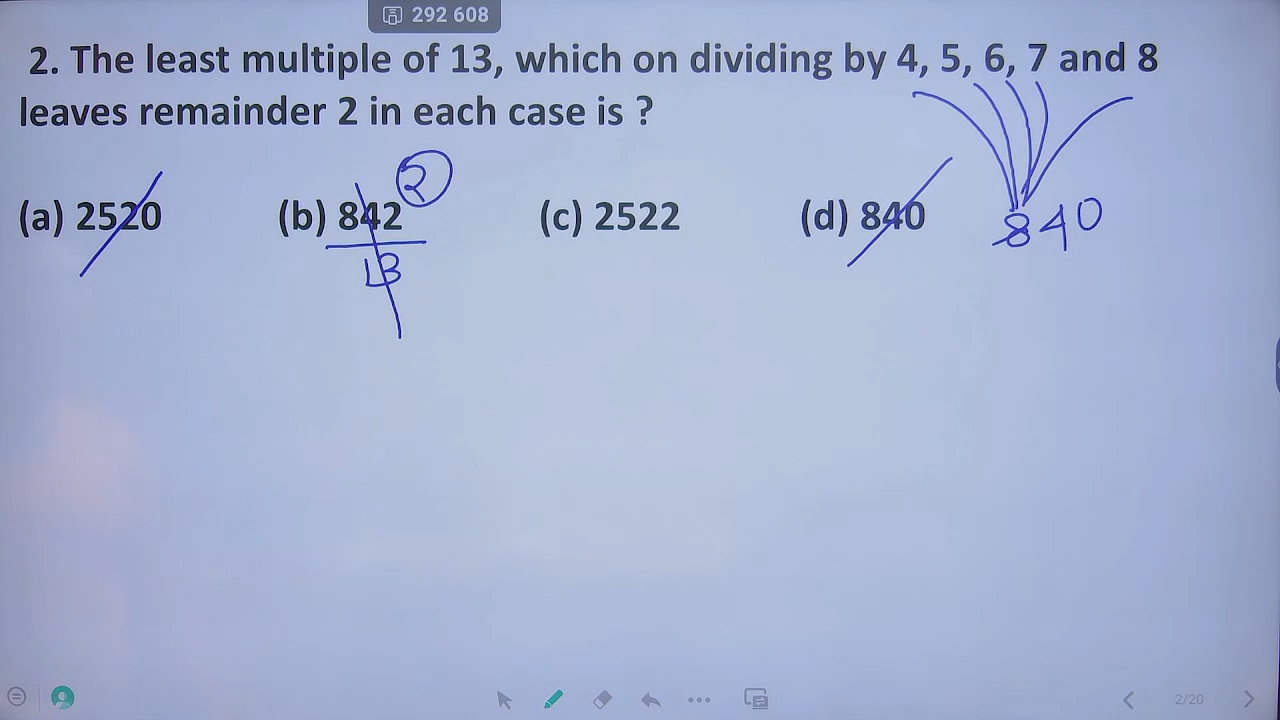 292 608
2. The least multiple of 13, which on dividing by 4, 5, 6, 7 and 8
leaves remainder 2 in each case is ?
2
(a) 2520 (b) 842 (c) 2522 (d) 840 840
13
2/20